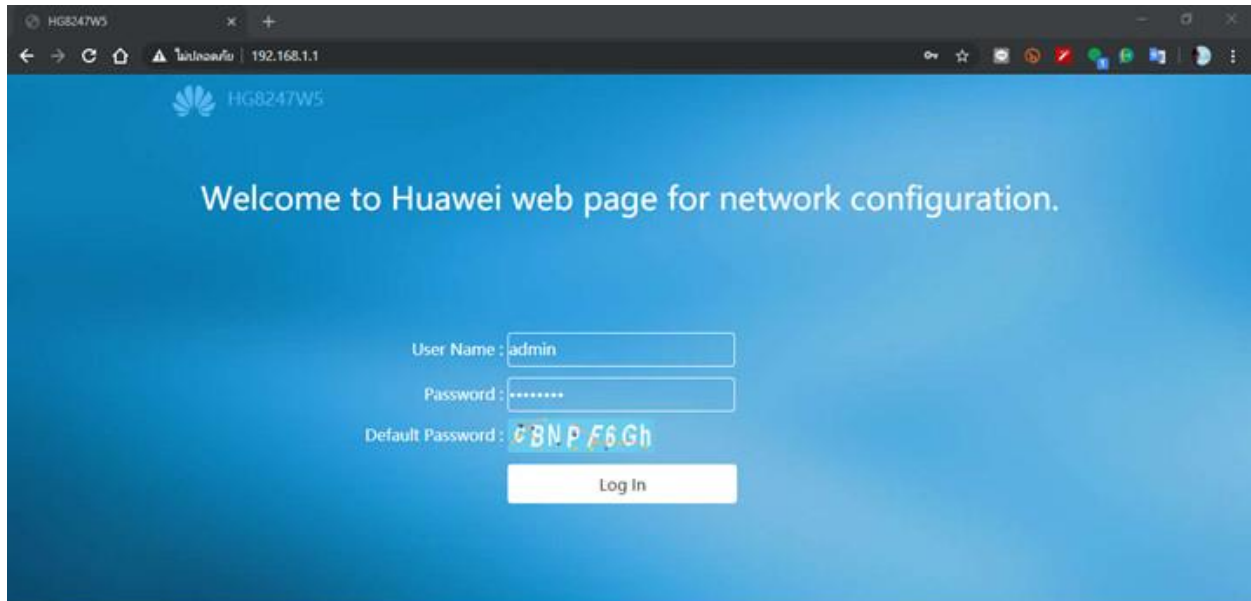 HG8247W5
ไม่ปลอดภัย | 192.168.1.1
HG8247W5
Welcome to Huawei web page for network configuration.
User Name : admin
Password : ••••••••
Default Password : cBNPF6Gh
Log In